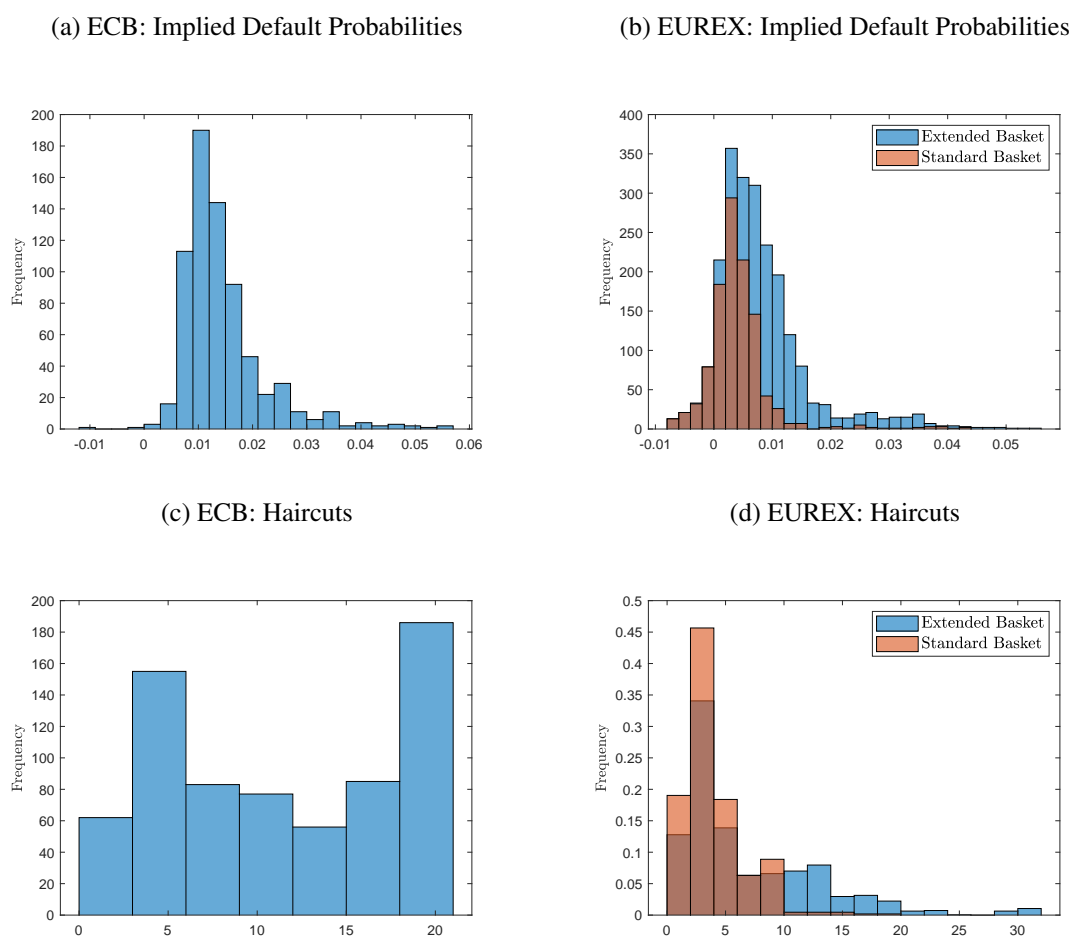 (a) ECB: Implied Default Probabilities
(b) EUREX: Implied Default Probabilities
200
180
160
140
120
100
80
60
40
20
0
Frequency
-0.01 0 0.01 0.02 0.03 0.04 0.05 0.06
400
350
300
250
200
150
100
50
0
Frequency
Extended Basket
Standard Basket
-0.01 0 0.01 0.02 0.03 0.04 0.05
(c) ECB: Haircuts
(d) EUREX: Haircuts
200
180
160
140
120
100
80
60
40
20
0
Frequency
0 5 10 15 20
0.5
0.45
0.4
0.35
0.3
0.25
0.2
0.15
0.1
0.05
0
Frequency
Extended Basket
Standard Basket
0 5 10 15 20 25 30